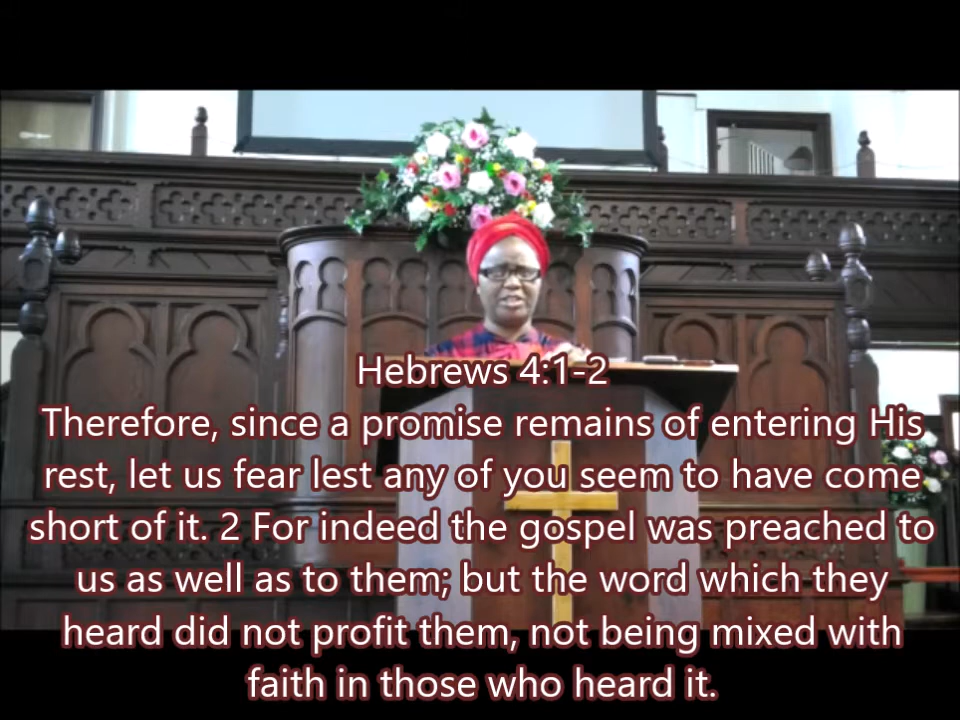 Hebrews 4:1-2
Therefore, since a promise remains of entering His
rest, let us fear lest any of you seem to have come
short of it. 2 For indeed the gospel was preached to
us as well as to them; but the word which they
heard did not profit them, not being mixed with
faith in those who heard it.